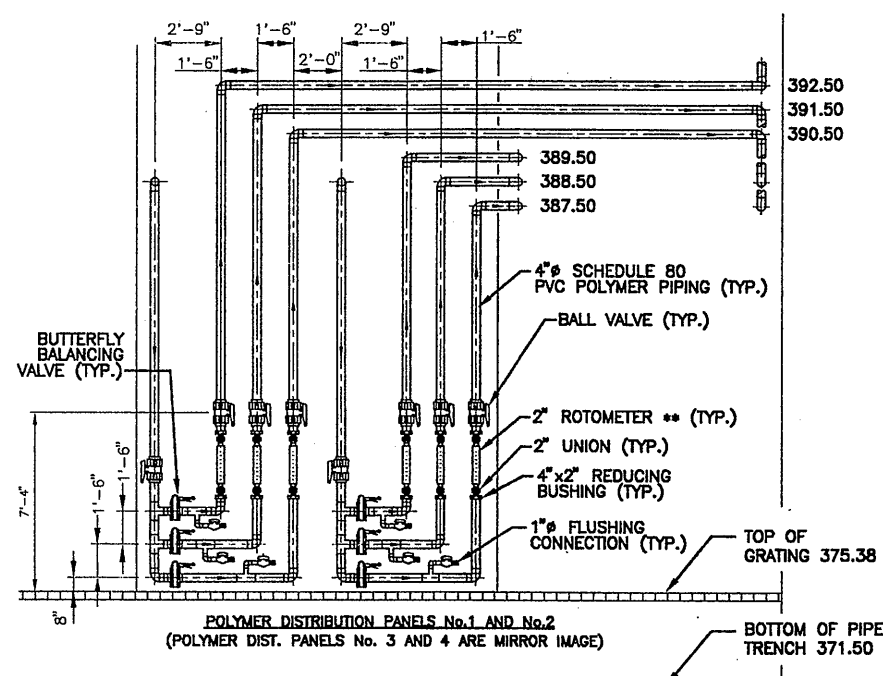 2'-9" 1'-6" 2'-9" 1'-6"
1'-6" 2'-0" 1'-6"
392.50
391.50
390.50
389.50
388.50
387.50
4"ø SCHEDULE 80
PVC POLYMER PIPING (TYP.)
BALL VALVE (TYP.)
BUTTERFLY
BALANCING
VALVE (TYP.)
2" ROTOMETER ** (TYP.)
2" UNION (TYP.)
4"x2" REDUCING
BUSHING (TYP.)
1"ø FLUSHING
CONNECTION (TYP.)
7'-4"
1'-6"
1'-6"
8"
TOP OF
GRATING 375.38
POLYMER DISTRIBUTION PANELS No.1 AND No.2
(POLYMER DIST. PANELS No. 3 AND 4 ARE MIRROR IMAGE)
BOTTOM OF PIPE
TRENCH 371.50